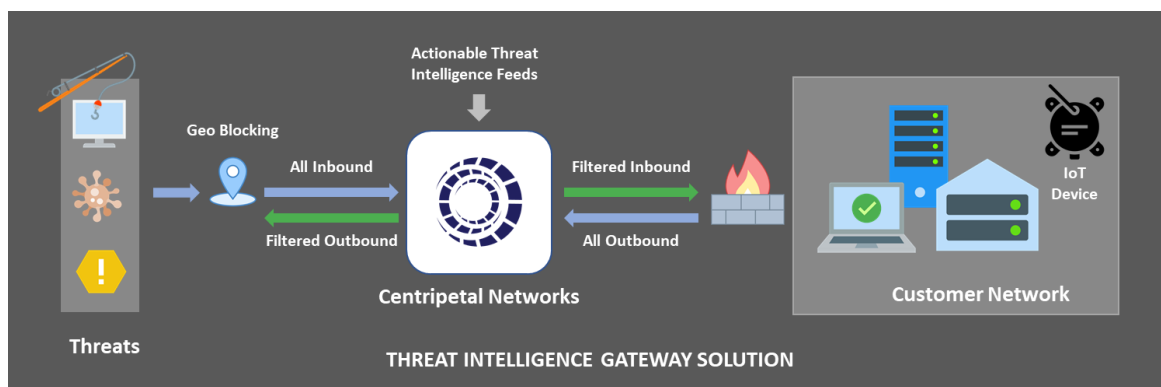 Actionable Threat
Intelligence Feeds
Geo Blocking
All Inbound
Filtered Inbound
IoT
Device
Filtered Outbound
All Outbound
Centripetal Networks
Customer Network
Threats
THREAT INTELLIGENCE GATEWAY SOLUTION